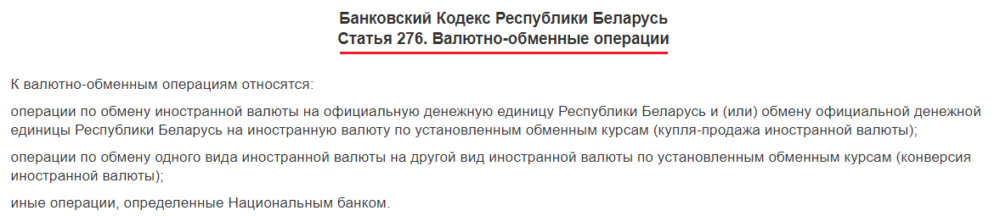 Банковский Кодекс Республики Беларусь
Статья 276. Валютно-обменные операции
К валютно-обменным операциям относятся:
операции по обмену иностранной валюты на официальную денежную единицу Республики Беларусь и (или) обмену официальной денежной
единицы Республики Беларусь на иностранную валюту по установленным обменным курсам (купля-продажа иностранной валюты);
операции по обмену одного вида иностранной валюты на другой вид иностранной валюты по установленным обменным курсам (конверсия
иностранной валюты);
иные операции, определенные Национальным банком.